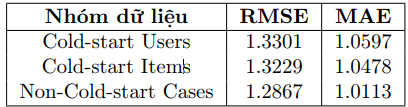 Nhóm dữ liệu RMSE MAE
Cold-start Users 1.3301 1.0597
Cold-start Items 1.3229 1.0478
Non-Cold-start Cases 1.2867 1.0113